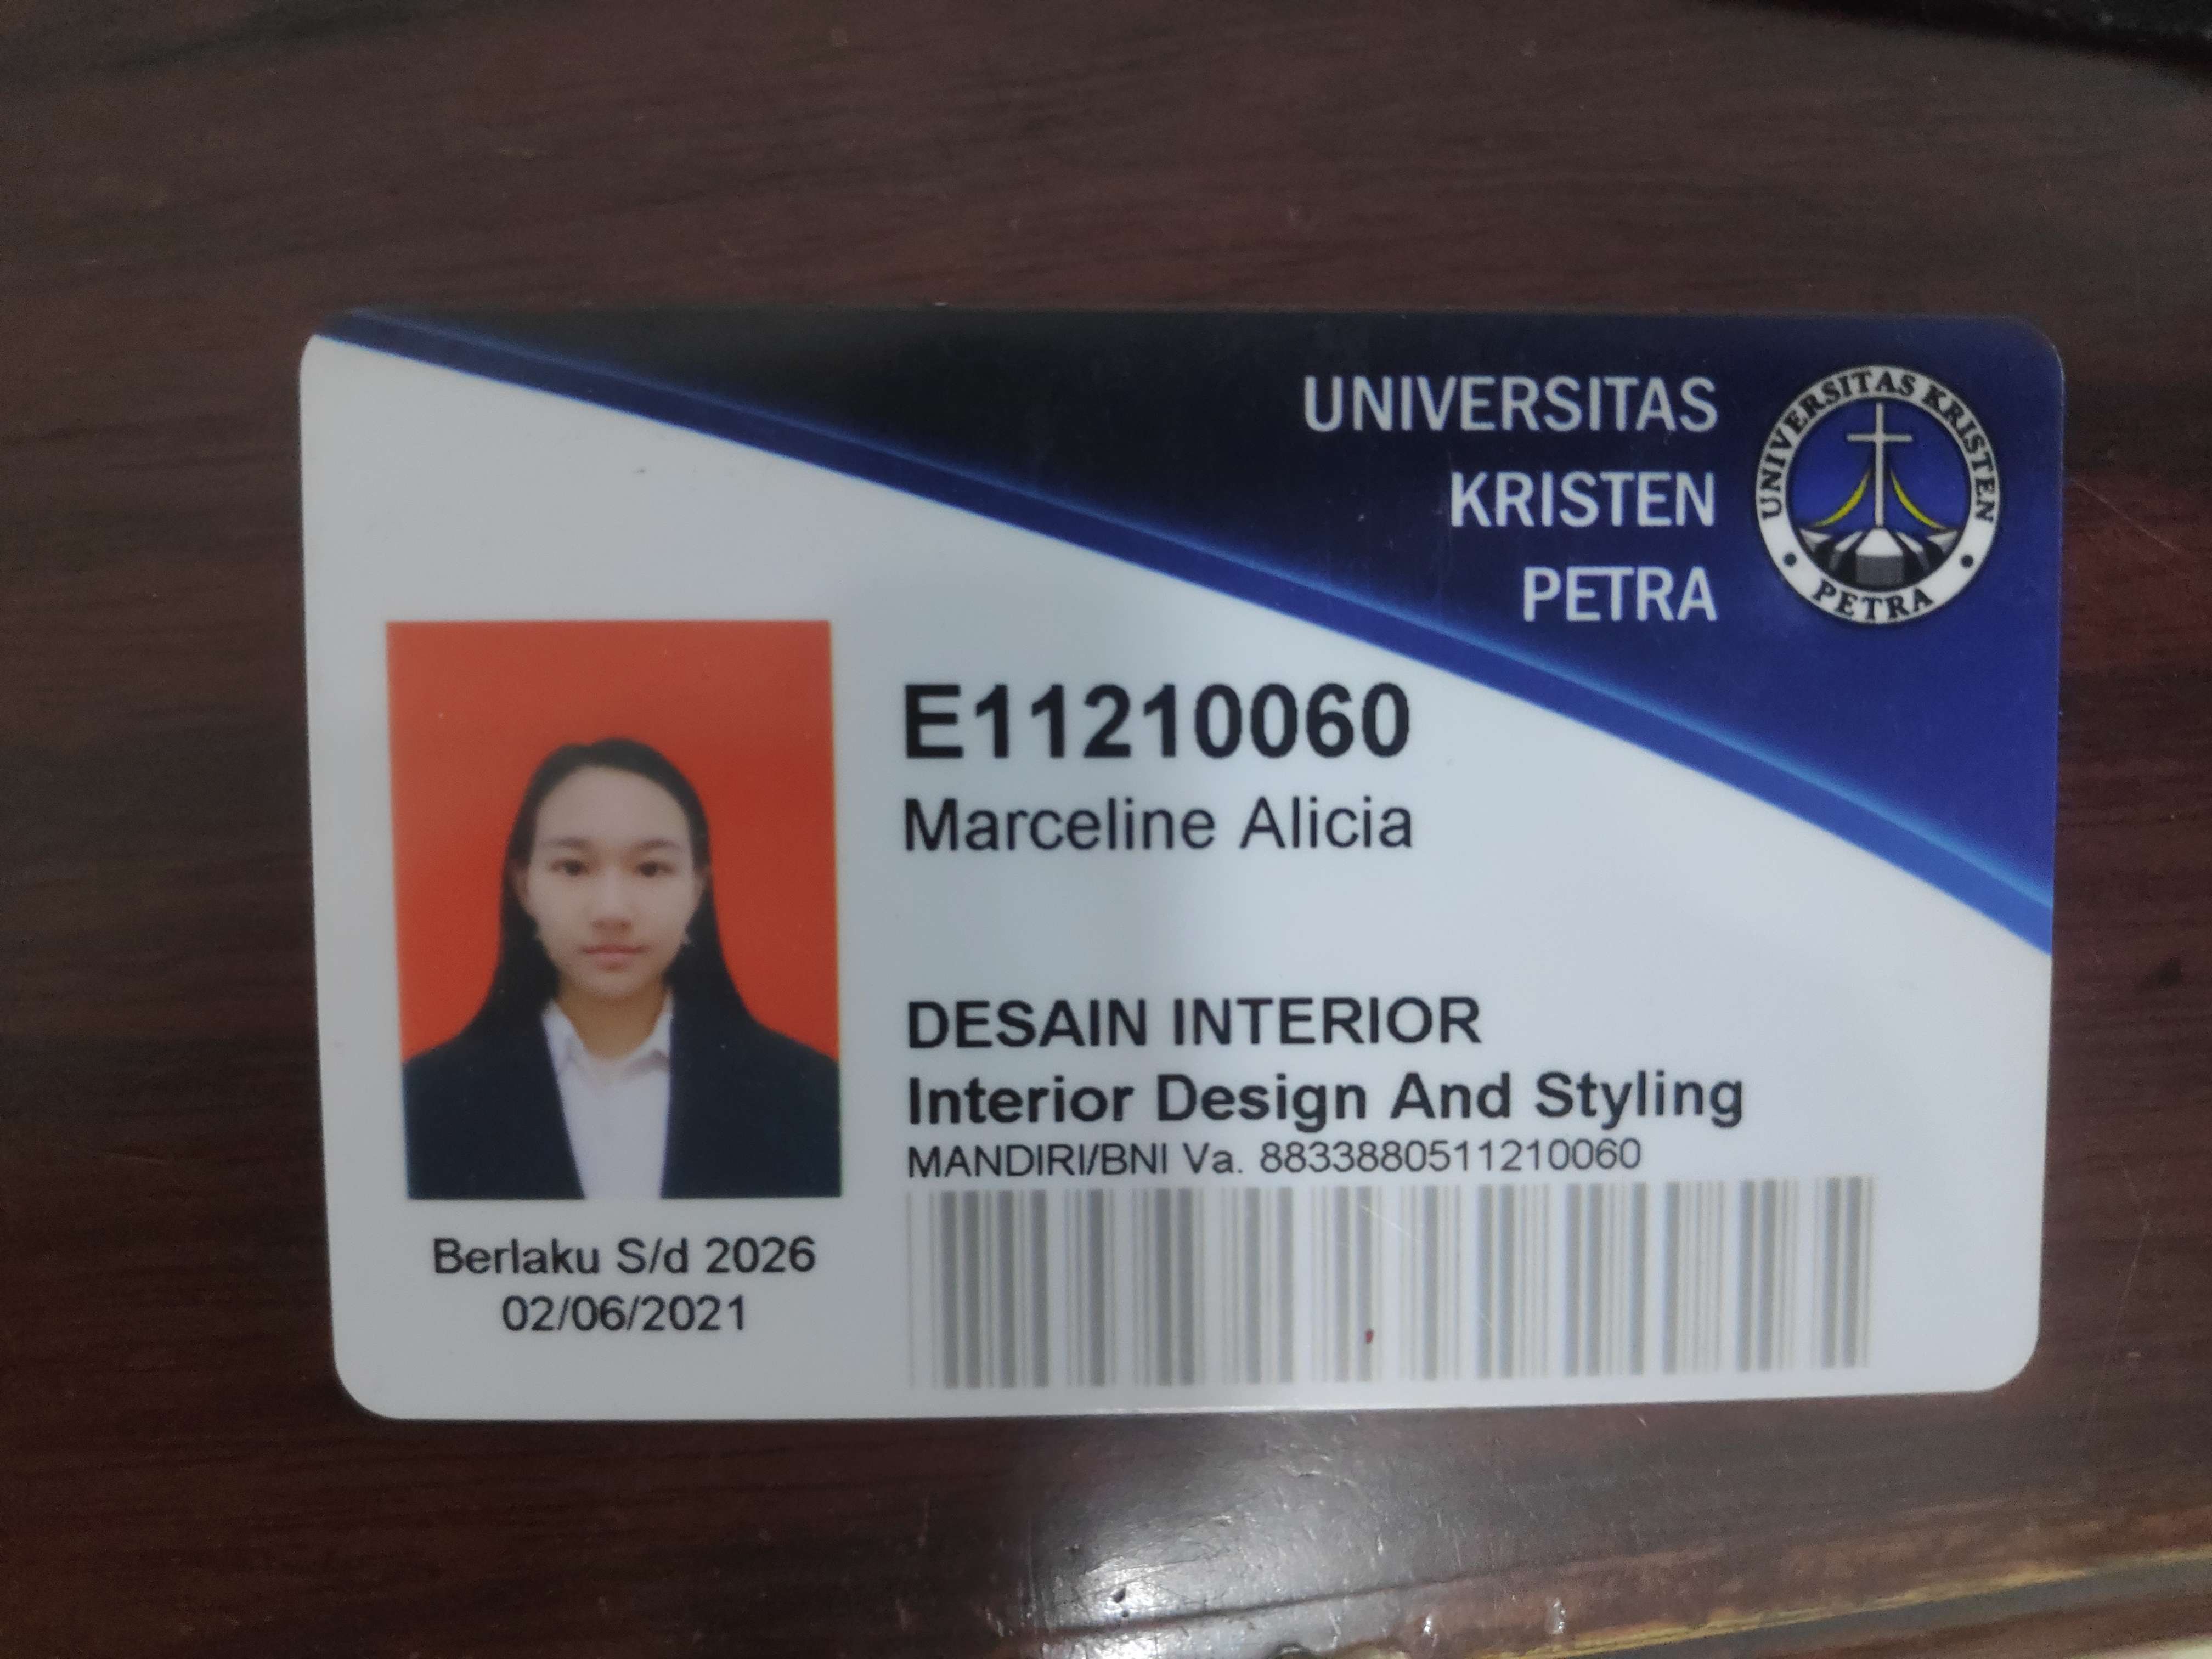 UNIVERSITAS
KRISTEN
PETRA
UNIVERSITAS KRISTEN
PETRA
E11210060
Marceline Alicia
DESAIN INTERIOR
Interior Design And Styling
MANDIRI/BNI Va. 8833880511210060
Berlaku S/d 2026
02/06/2021